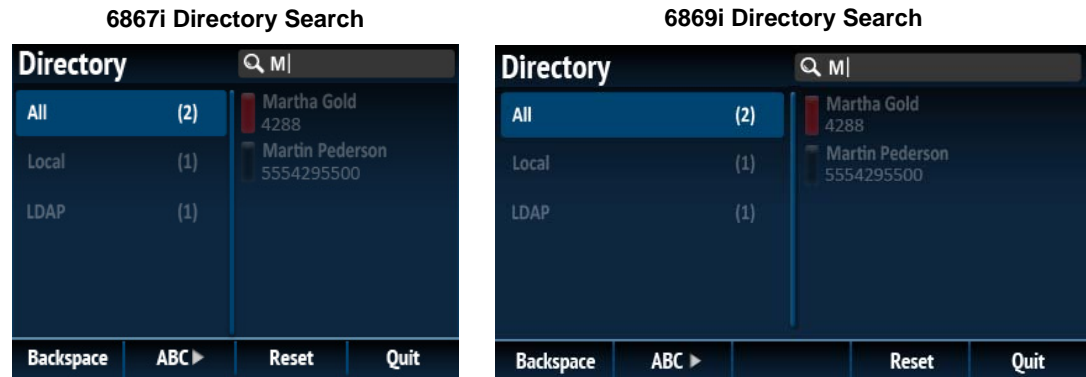 6867i Directory Search
Directory
M
All (2)
Local (1)
LDAP (1)
Martha Gold
4288
Martin Pederson
5554295500
Backspace ABC Reset Quit
6869i Directory Search
Directory
M
All (2)
Local (1)
LDAP (1)
Martha Gold
4288
Martin Pederson
5554295500
Backspace ABC Reset Quit